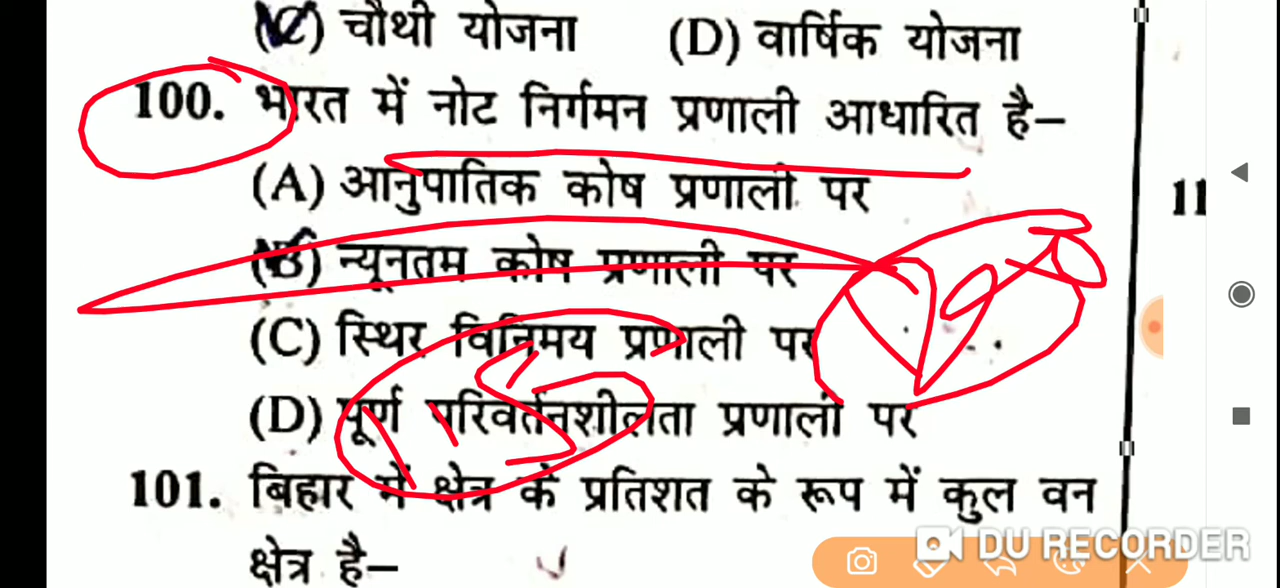 (C) चौथी योजना (D) वार्षिक योजना
100. भारत में नोट निर्गमन प्रणाली आधारित है–
(A) आनुपातिक कोष प्रणाली पर
(B) न्यूनतम कोष प्रणाली पर
(C) स्थिर विनिमय प्रणाली पर
(D) पूर्ण परिवर्तनशीलता प्रणाली पर
101. बिहार में क्षेत्र के प्रतिशत के रूप में कुल वन
क्षेत्र है–
11
DU RECORDER